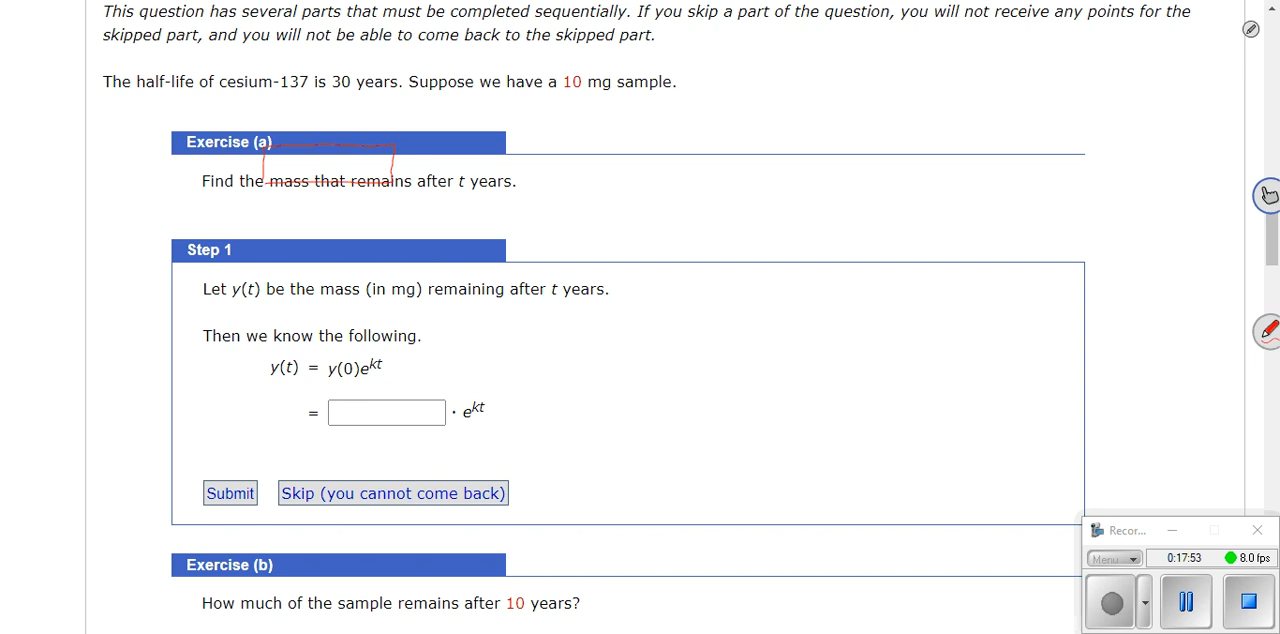 This question has several parts that must be completed sequentially. If you skip a part of the question, you will not receive any points for the
skipped part, and you will not be able to come back to the skipped part.
The half-life of cesium-137 is 30 years. Suppose we have a 10 mg sample.
Exercise (a)
Find the mass that remains after t years.
Step 1
Let y(t) be the mass (in mg) remaining after t years.
Then we know the following.
y(t) = y(0)e^kt
= · e^kt
Submit Skip (you cannot come back)
Exercise (b)
How much of the sample remains after 10 years?
Recor...
Menu 0:17:53 8.0 fps